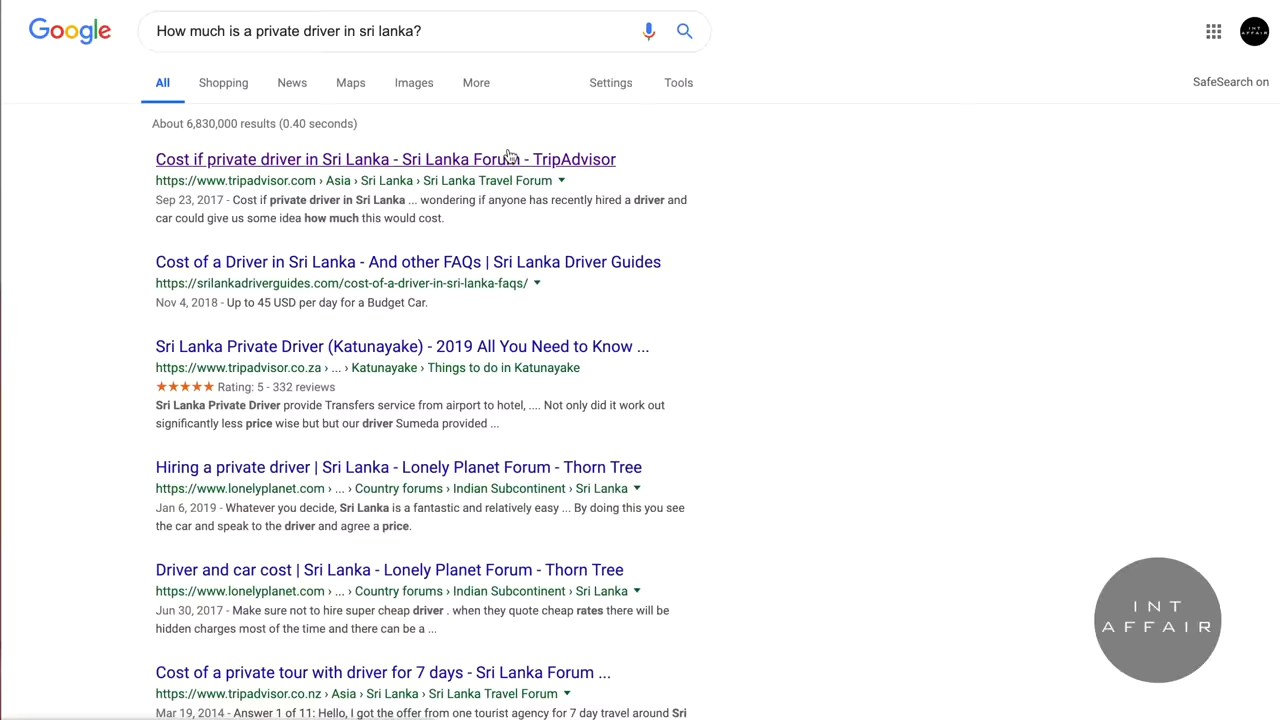 Google
How much is a private driver in sri lanka?
INT
AFFAIR
All Shopping News Maps Images More Settings Tools
SafeSearch on
About 6,830,000 results (0.40 seconds)
Cost if private driver in Sri Lanka - Sri Lanka Forum - TripAdvisor
https://www.tripadvisor.com › Asia › Sri Lanka › Sri Lanka Travel Forum
Sep 23, 2017 - Cost if private driver in Sri Lanka ... wondering if anyone has recently hired a driver and
car could give us some idea how much this would cost.
Cost of a Driver in Sri Lanka - And other FAQs | Sri Lanka Driver Guides
https://srilankadriverguides.com/cost-of-a-driver-in-sri-lanka-faqs/
Nov 4, 2018 - Up to 45 USD per day for a Budget Car.
Sri Lanka Private Driver (Katunayake) - 2019 All You Need to Know ...
https://www.tripadvisor.co.za › ... › Katunayake › Things to do in Katunayake
★★★★★ Rating: 5 - 332 reviews
Sri Lanka Private Driver provide Transfers service from airport to hotel, .... Not only did it work out
significantly less price wise but but our driver Sumeda provided ...
Hiring a private driver | Sri Lanka - Lonely Planet Forum - Thorn Tree
https://www.lonelyplanet.com › ... › Country forums › Indian Subcontinent › Sri Lanka
Jan 6, 2019 - Whatever you decide, Sri Lanka is a fantastic and relatively easy ... By doing this you see
the car and speak to the driver and agree a price.
Driver and car cost | Sri Lanka - Lonely Planet Forum - Thorn Tree
https://www.lonelyplanet.com › ... › Country forums › Indian Subcontinent › Sri Lanka
Jun 30, 2017 - Make sure not to hire super cheap driver . when they quote cheap rates there will be
hidden charges most of the time and there can be a ...
Cost of a private tour with driver for 7 days - Sri Lanka Forum ...
https://www.tripadvisor.co.nz › Asia › Sri Lanka › Sri Lanka Travel Forum
Mar 19, 2014 - Answer 1 of 11: Hello, I got the offer from one tourist agency for 7 day travel around Sri
INT
AFFAIR